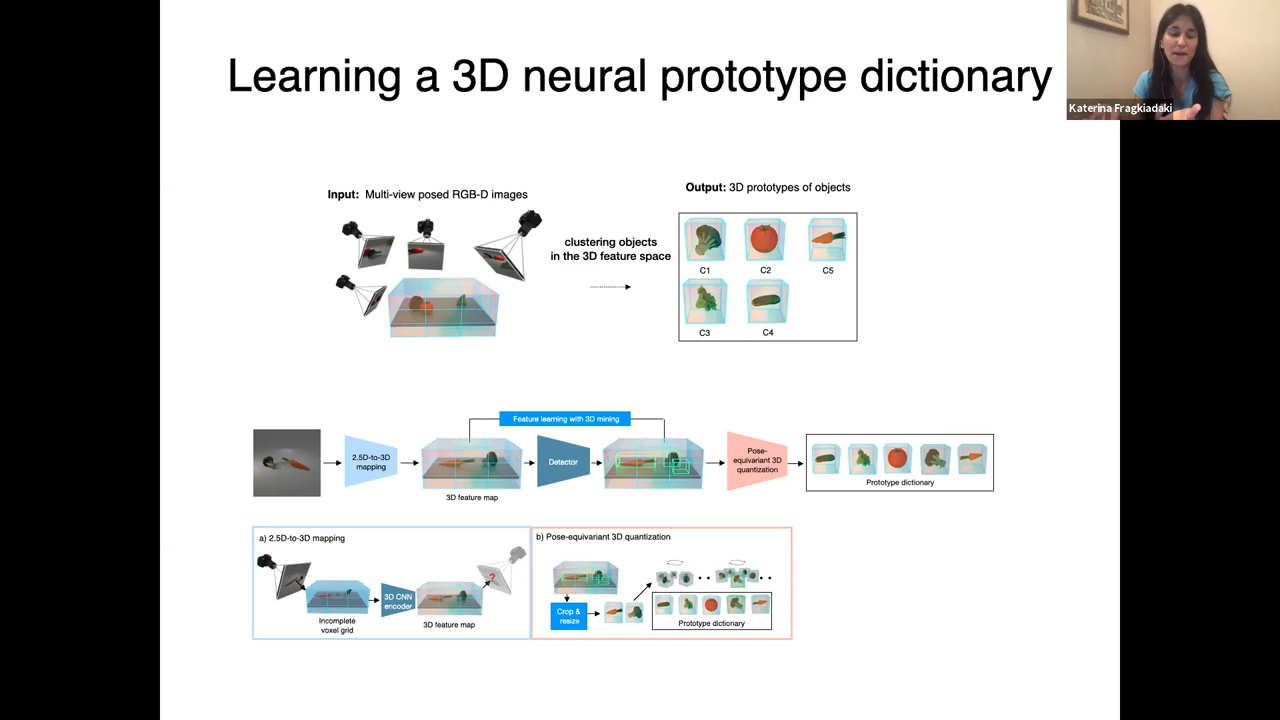 Learning a 3D neural prototype dictionary
Katerina Fragkiadaki
Input: Multi-view posed RGB-D images
Output: 3D prototypes of objects
clustering objects
in the 3D feature space
C1
C2
C5
C3
C4
Feature learning with 3D mining
2.5D-to-3D
mapping
Detector
Pose-
equivariant 3D
quantization
3D feature map
Prototype dictionary
a) 2.5D-to-3D mapping
?
3D CNN
encoder
Incomplete
voxel grid
3D feature map
b) Pose-equivariant 3D quantization
Crop &
resize
Prototype dictionary